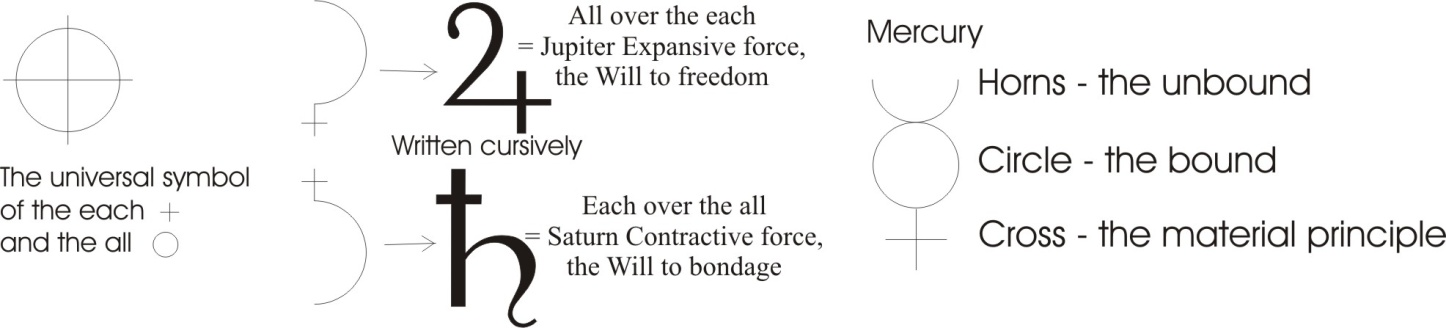 The universal symbol
of the each +
and the all ○
All over the each
= Jupiter Expansive force,
the Will to freedom
Written cursively
Each over the all
= Saturn Contractive force,
the Will to bondage
Mercury
Horns - the unbound
Circle - the bound
Cross - the material principle